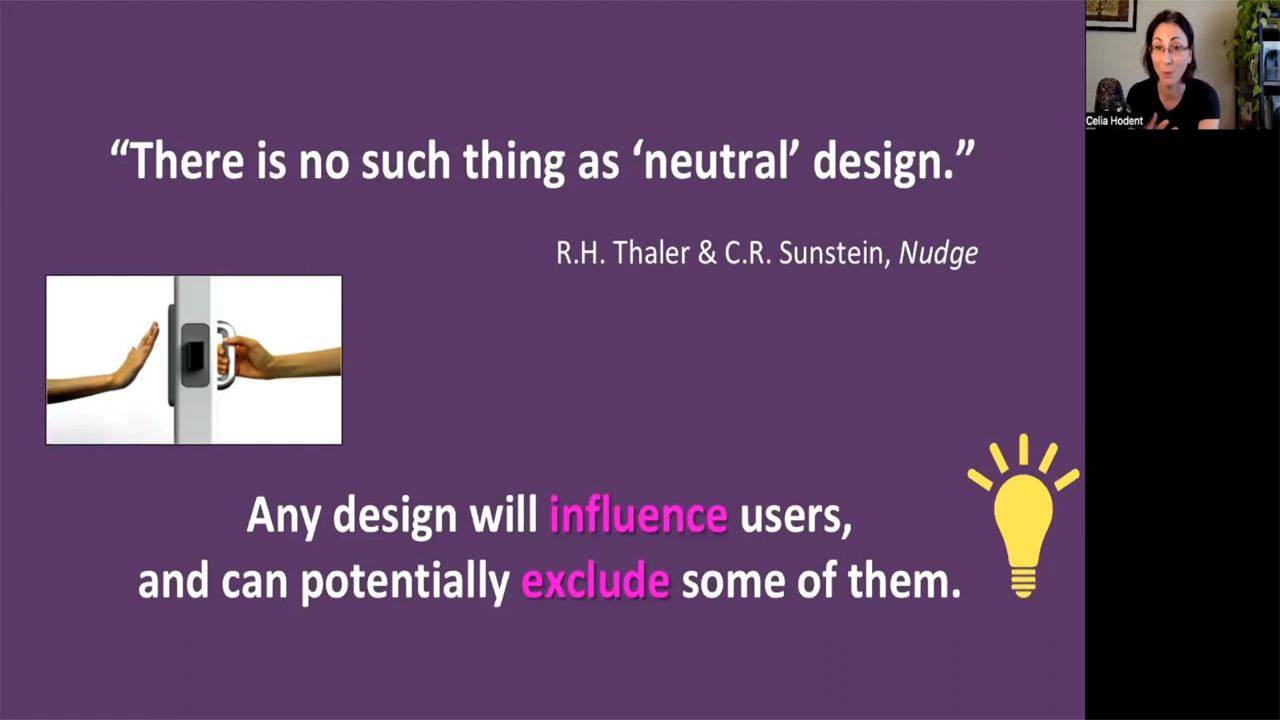 “There is no such thing as ‘neutral’ design.”
R.H. Thaler & C.R. Sunstein, Nudge
Any design will influence users,
and can potentially exclude some of them.
Celia Hodent